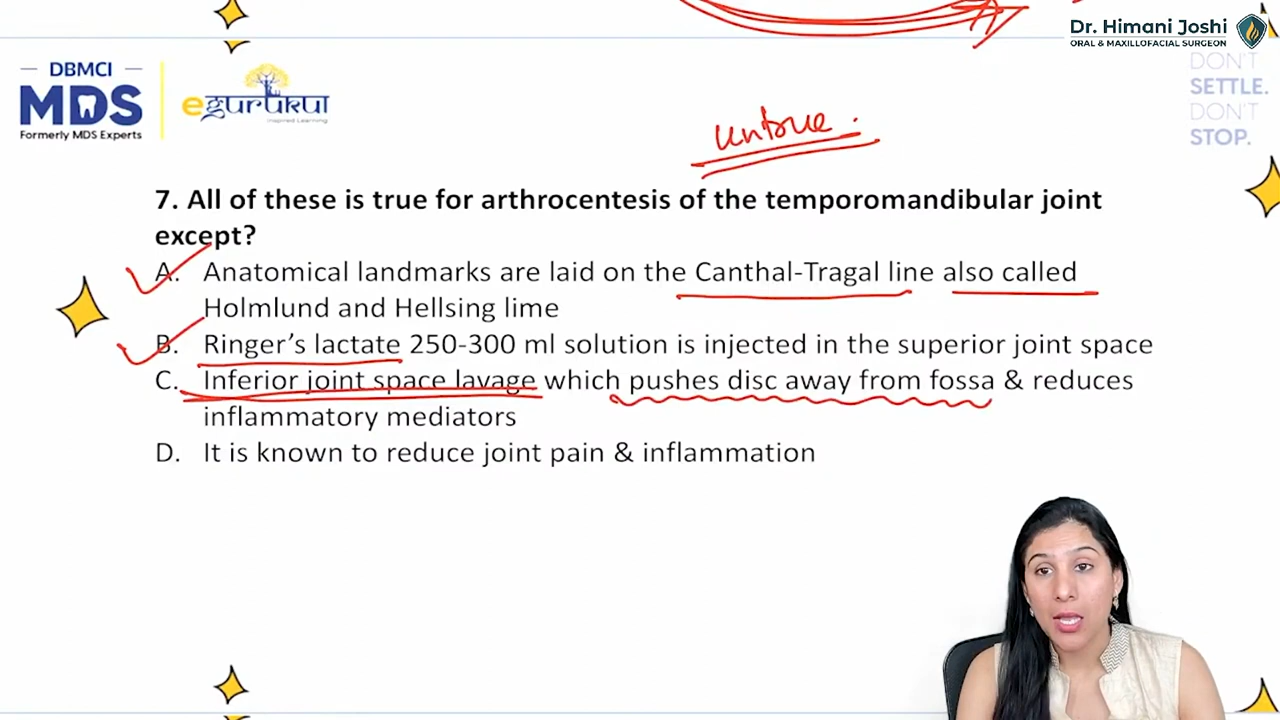 Dr. Himani Joshi
ORAL & MAXILLOFACIAL SURGEON
DBMCI
MDS
Formerly MDS Experts
egurukul
Inspired Learning
DON'T
SETTLE.
DON'T
STOP.
untrue.
7. All of these is true for arthrocentesis of the temporomandibular joint
except?
A. Anatomical landmarks are laid on the Canthal-Tragal line also called
Holmlund and Hellsing lime
B. Ringer's lactate 250-300 ml solution is injected in the superior joint space
C. Inferior joint space lavage which pushes disc away from fossa & reduces
inflammatory mediators
D. It is known to reduce joint pain & inflammation